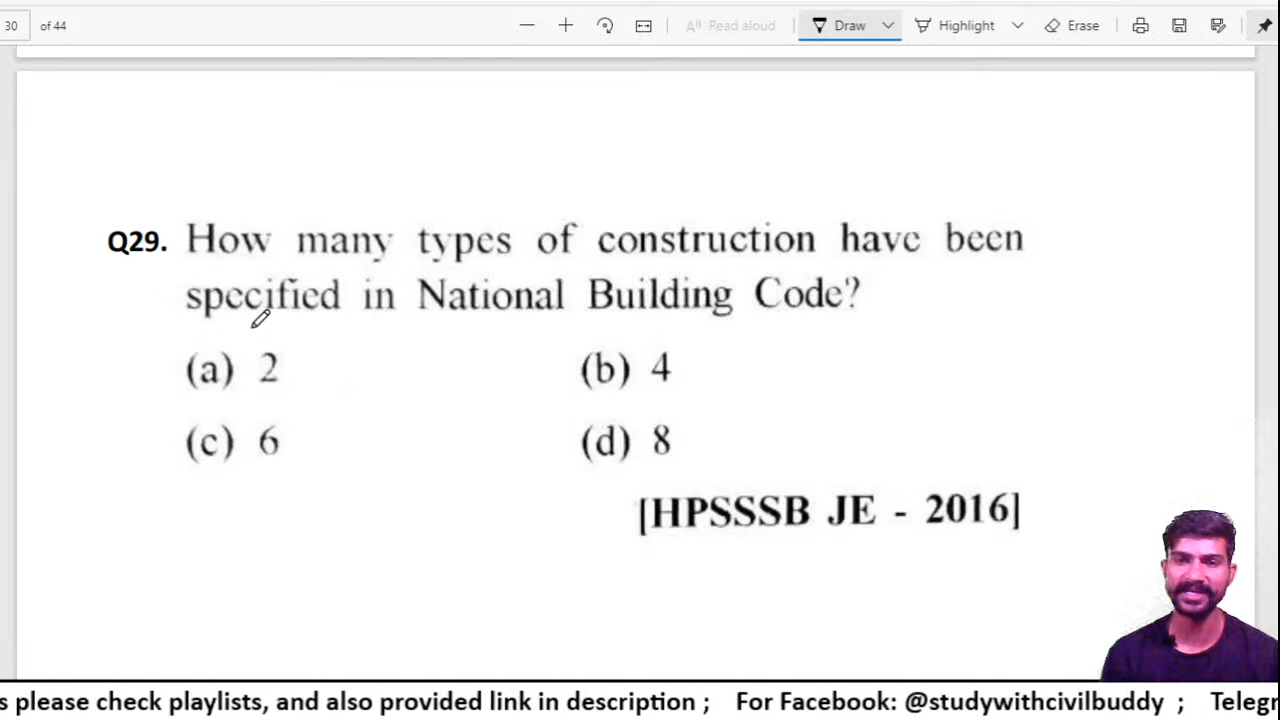 30 of 44 Read aloud Draw Highlight Erase
Q29. How many types of construction have been
specified in National Building Code?
(a) 2 (b) 4
(c) 6 (d) 8
[HPSSSB JE - 2016]
s please check playlists, and also provided link in description ; For Facebook: @studywithcivilbuddy ; Telegr